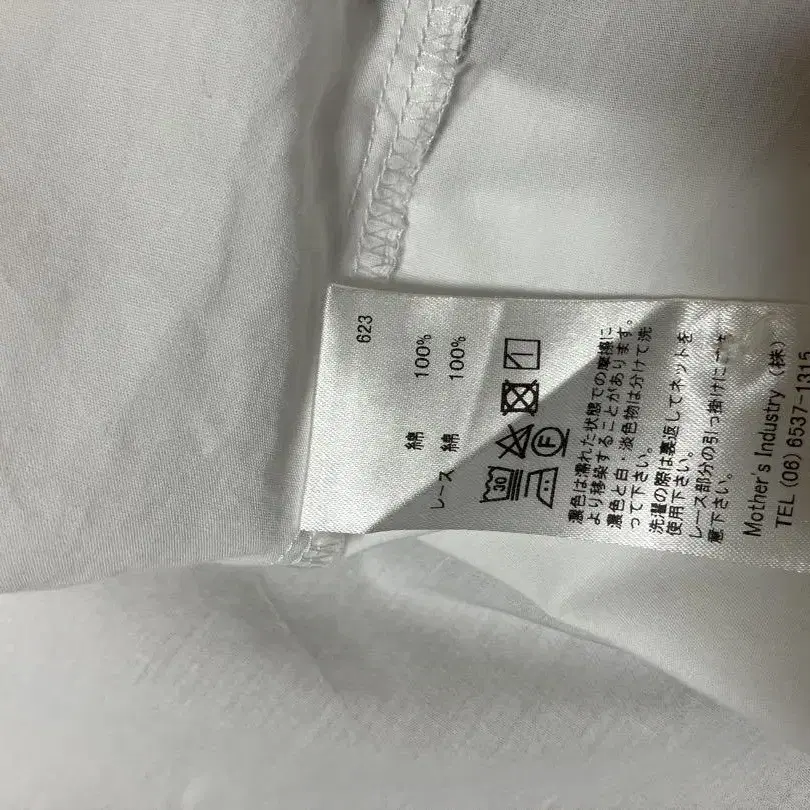 623
綿 100%
レース 綿 100%
30
F
濃色は濡れた状態での摩擦に
より移染することがあります。
濃色と白・淡色物は分けて洗
って下さい。
洗濯の際は裏返してネットを
使用下さい。
レース部分の引っ掛けにご注
意下さい。
Mother's Industry (株)
TEL (06) 6537-1315